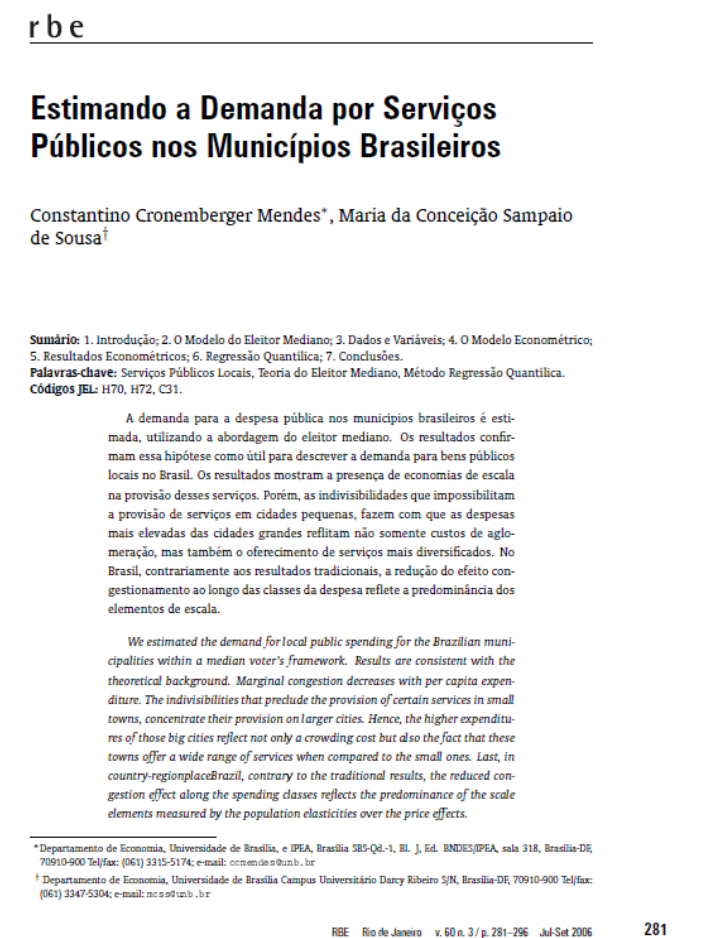 rbe
Estimando a Demanda por Serviços
Públicos nos Municípios Brasileiros
Constantino Cronemberger Mendes*, Maria da Conceição Sampaio
de Sousa†
Sumário: 1. Introdução; 2. O Modelo do Eleitor Mediano; 3. Dados e Variáveis; 4. O Modelo Econométrico;
5. Resultados Econométricos; 6. Regressão Quantílica; 7. Conclusões.
Palavras-chave: Serviços Públicos Locais, Teoria do Eleitor Mediano, Método Regressão Quantílica.
Códigos JEL: H70, H72, C31.
A demanda para a despesa pública nos municípios brasileiros é esti-
mada, utilizando a abordagem do eleitor mediano. Os resultados confir-
mam essa hipótese como útil para descrever a demanda para bens públicos
locais no Brasil. Os resultados mostram a presença de economias de escala
na provisão desses serviços. Porém, as indivisibilidades que impossibilitam
a provisão de serviços em cidades pequenas, fazem com que as despesas
mais elevadas das cidades grandes reflitam não somente custos de aglo-
meração, mas também o oferecimento de serviços mais diversificados. No
Brasil, contrariamente aos resultados tradicionais, a redução do efeito con-
gestionamento ao longo das classes da despesa reflete a predominância dos
elementos de escala.
We estimated the demand for local public spending for the Brazilian muni-
cipalities within a median voter's framework. Results are consistent with the
theoretical background. Marginal congestion decreases with per capita expen-
diture. The indivisibilities that preclude the provision of certain services in small
towns, concentrate their provision on larger cities. Hence, the higher expenditu-
res of those big cities reflect not only a crowding cost but also the fact that these
towns offer a wide range of services when compared to the small ones. Last, in
country-regionplaceBrazil, contrary to the traditional results, the reduced con-
gestion effect along the spending classes reflects the predominance of the scale
elements measured by the population elasticities over the price effects.
*Departamento de Economia, Universidade de Brasília, e IPEA, Brasília SBS-Qd.-1, Bl. J, Ed. BNDES/IPEA, sala 318, Brasília-DF,
70910-900 Tel/fax: (061) 3315-5174; e-mail: ccmendes@unb.br
† Departamento de Economia, Universidade de Brasília Campus Universitário Darcy Ribeiro S/N, Brasília-DF, 70910-900 Tel/fax:
(061) 3347-5304; e-mail: mcss@unb.br
RBE Rio de Janeiro v. 60 n. 3 / p. 281–296 Jul-Set 2006 281